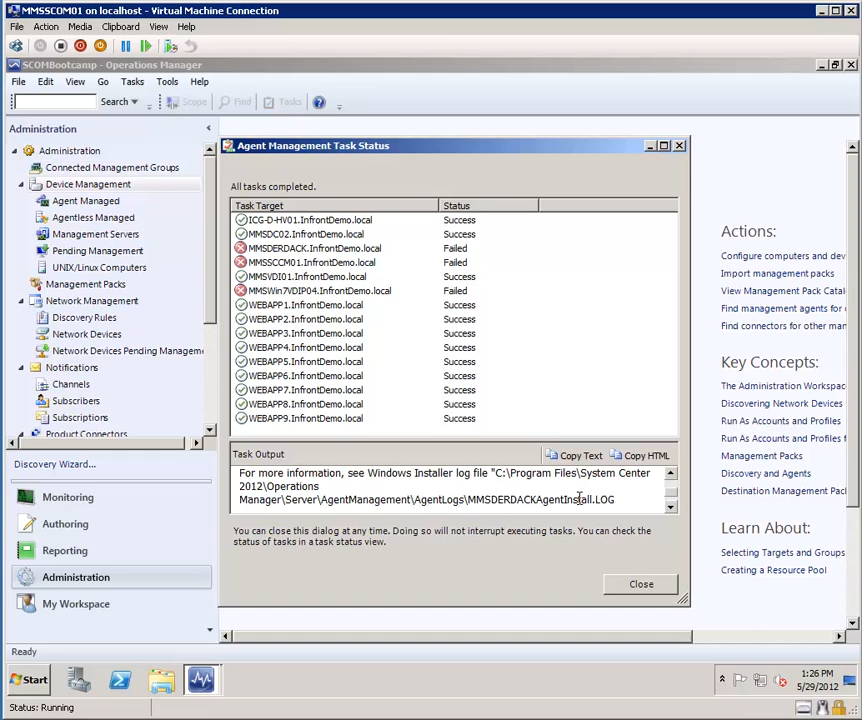 MMSSCOM01 on localhost - Virtual Machine Connection
File Action Media Clipboard View Help
SCOMBootcamp - Operations Manager
File Edit View Go Tasks Tools Help
Search Scope Find Tasks
Administration
Administration
Connected Management Groups
Device Management
Agent Managed
Agentless Managed
Management Servers
Pending Management
UNIX/Linux Computers
Management Packs
Network Management
Discovery Rules
Network Devices
Network Devices Pending Manageme
Notifications
Channels
Subscribers
Subscriptions
Product Connectors
Discovery Wizard...
Monitoring
Authoring
Reporting
Administration
My Workspace
Agent Management Task Status
All tasks completed.
Task Target Status
ICG-D-HV01.InfrontDemo.local Success
MMSDC02.InfrontDemo.local Success
MMSDERDACK.InfrontDemo.local Failed
MMSSCCM01.InfrontDemo.local Failed
MMSVDI01.InfrontDemo.local Success
MMSWin7VDIP04.InfrontDemo.local Failed
WEBAPP1.InfrontDemo.local Success
WEBAPP2.InfrontDemo.local Success
WEBAPP3.InfrontDemo.local Success
WEBAPP4.InfrontDemo.local Success
WEBAPP5.InfrontDemo.local Success
WEBAPP6.InfrontDemo.local Success
WEBAPP7.InfrontDemo.local Success
WEBAPP8.InfrontDemo.local Success
WEBAPP9.InfrontDemo.local Success
Task Output Copy Text Copy HTML
For more information, see Windows Installer log file "C:\Program Files\System Center
2012\Operations
Manager\Server\AgentManagement\AgentLogs\MMSDERDACKAgentInstall.LOG
You can close this dialog at any time. Doing so will not interrupt executing tasks. You can check the
status of tasks in a task status view.
Close
Actions:
Configure computers and dev
Import management packs
View Management Pack Cata
Find management agents for
Find connectors for other man
Key Concepts:
The Administration Workspac
Discovering Network Devices
Run As Accounts and Profiles
Run As Accounts and Profiles
Management Packs
Discovery and Agents
Destination Management Pac
Learn About:
Selecting Targets and Groups
Creating a Resource Pool
Ready
Start
1:26 PM
5/29/2012
Status: Running